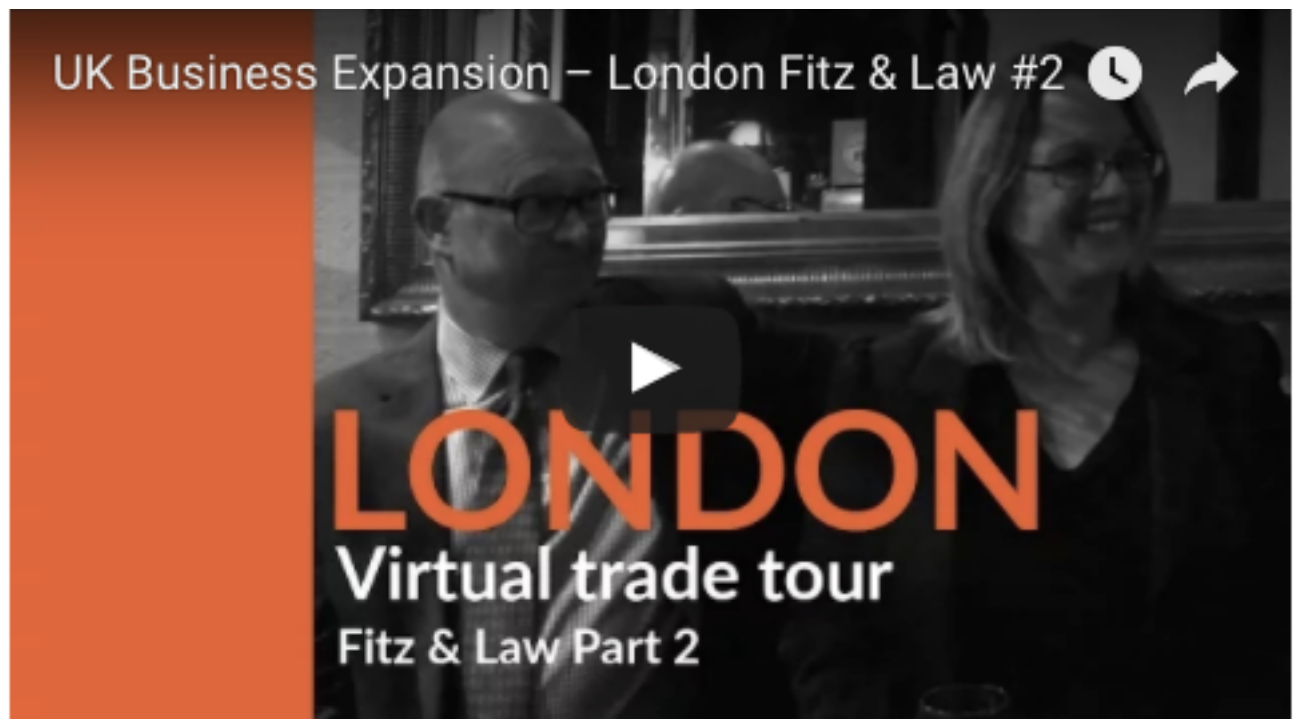 UK Business Expansion – London Fitz & Law #2
LONDON
Virtual trade tour
Fitz & Law Part 2